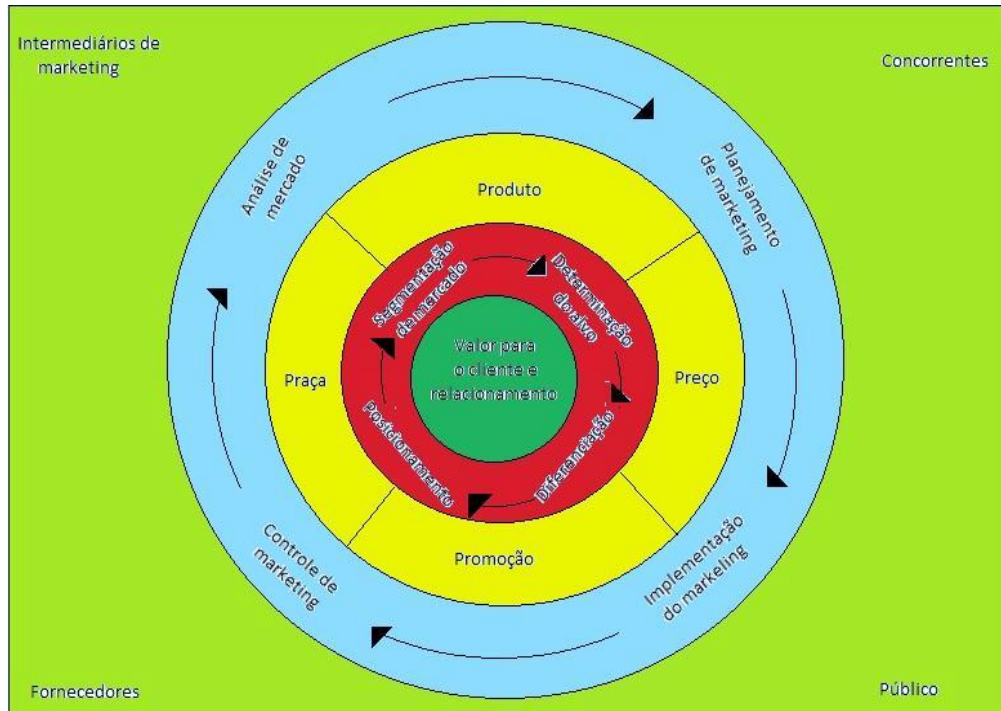 Intermediários de
marketing
Concorrentes
Análise de
mercado
Planejamento
de marketing
Produto
Segmentação
de mercado
Determinação
do alvo
Valor para
o cliente e
relacionamento
Praça
Preço
Posicionamento
Diferenciação
Promoção
Controle de
marketing
Implementação
do markeling
Fornecedores
Público